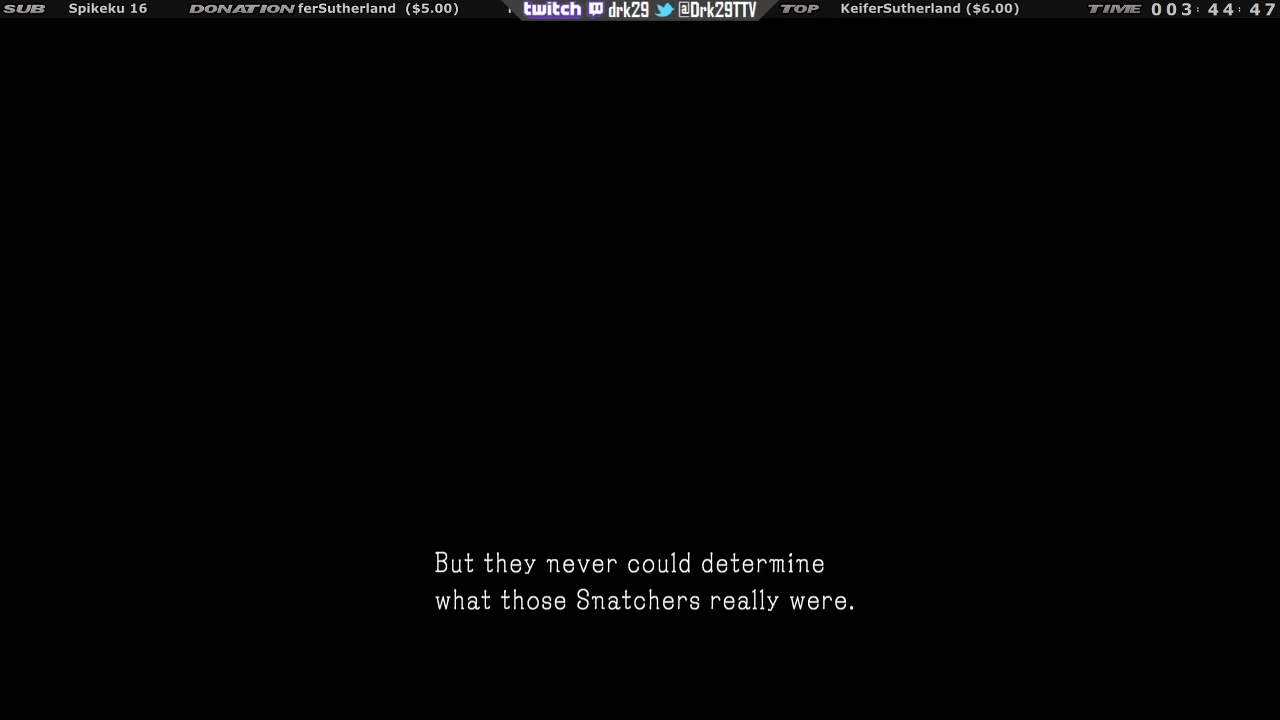 SUB Spikeku 16 DONATION ferSutherland ($5.00) twitch drk29 @Drk29TTV TOP KeiferSutherland ($6.00) TIME 003:44:47
But they never could determine
what those Snatchers really were.